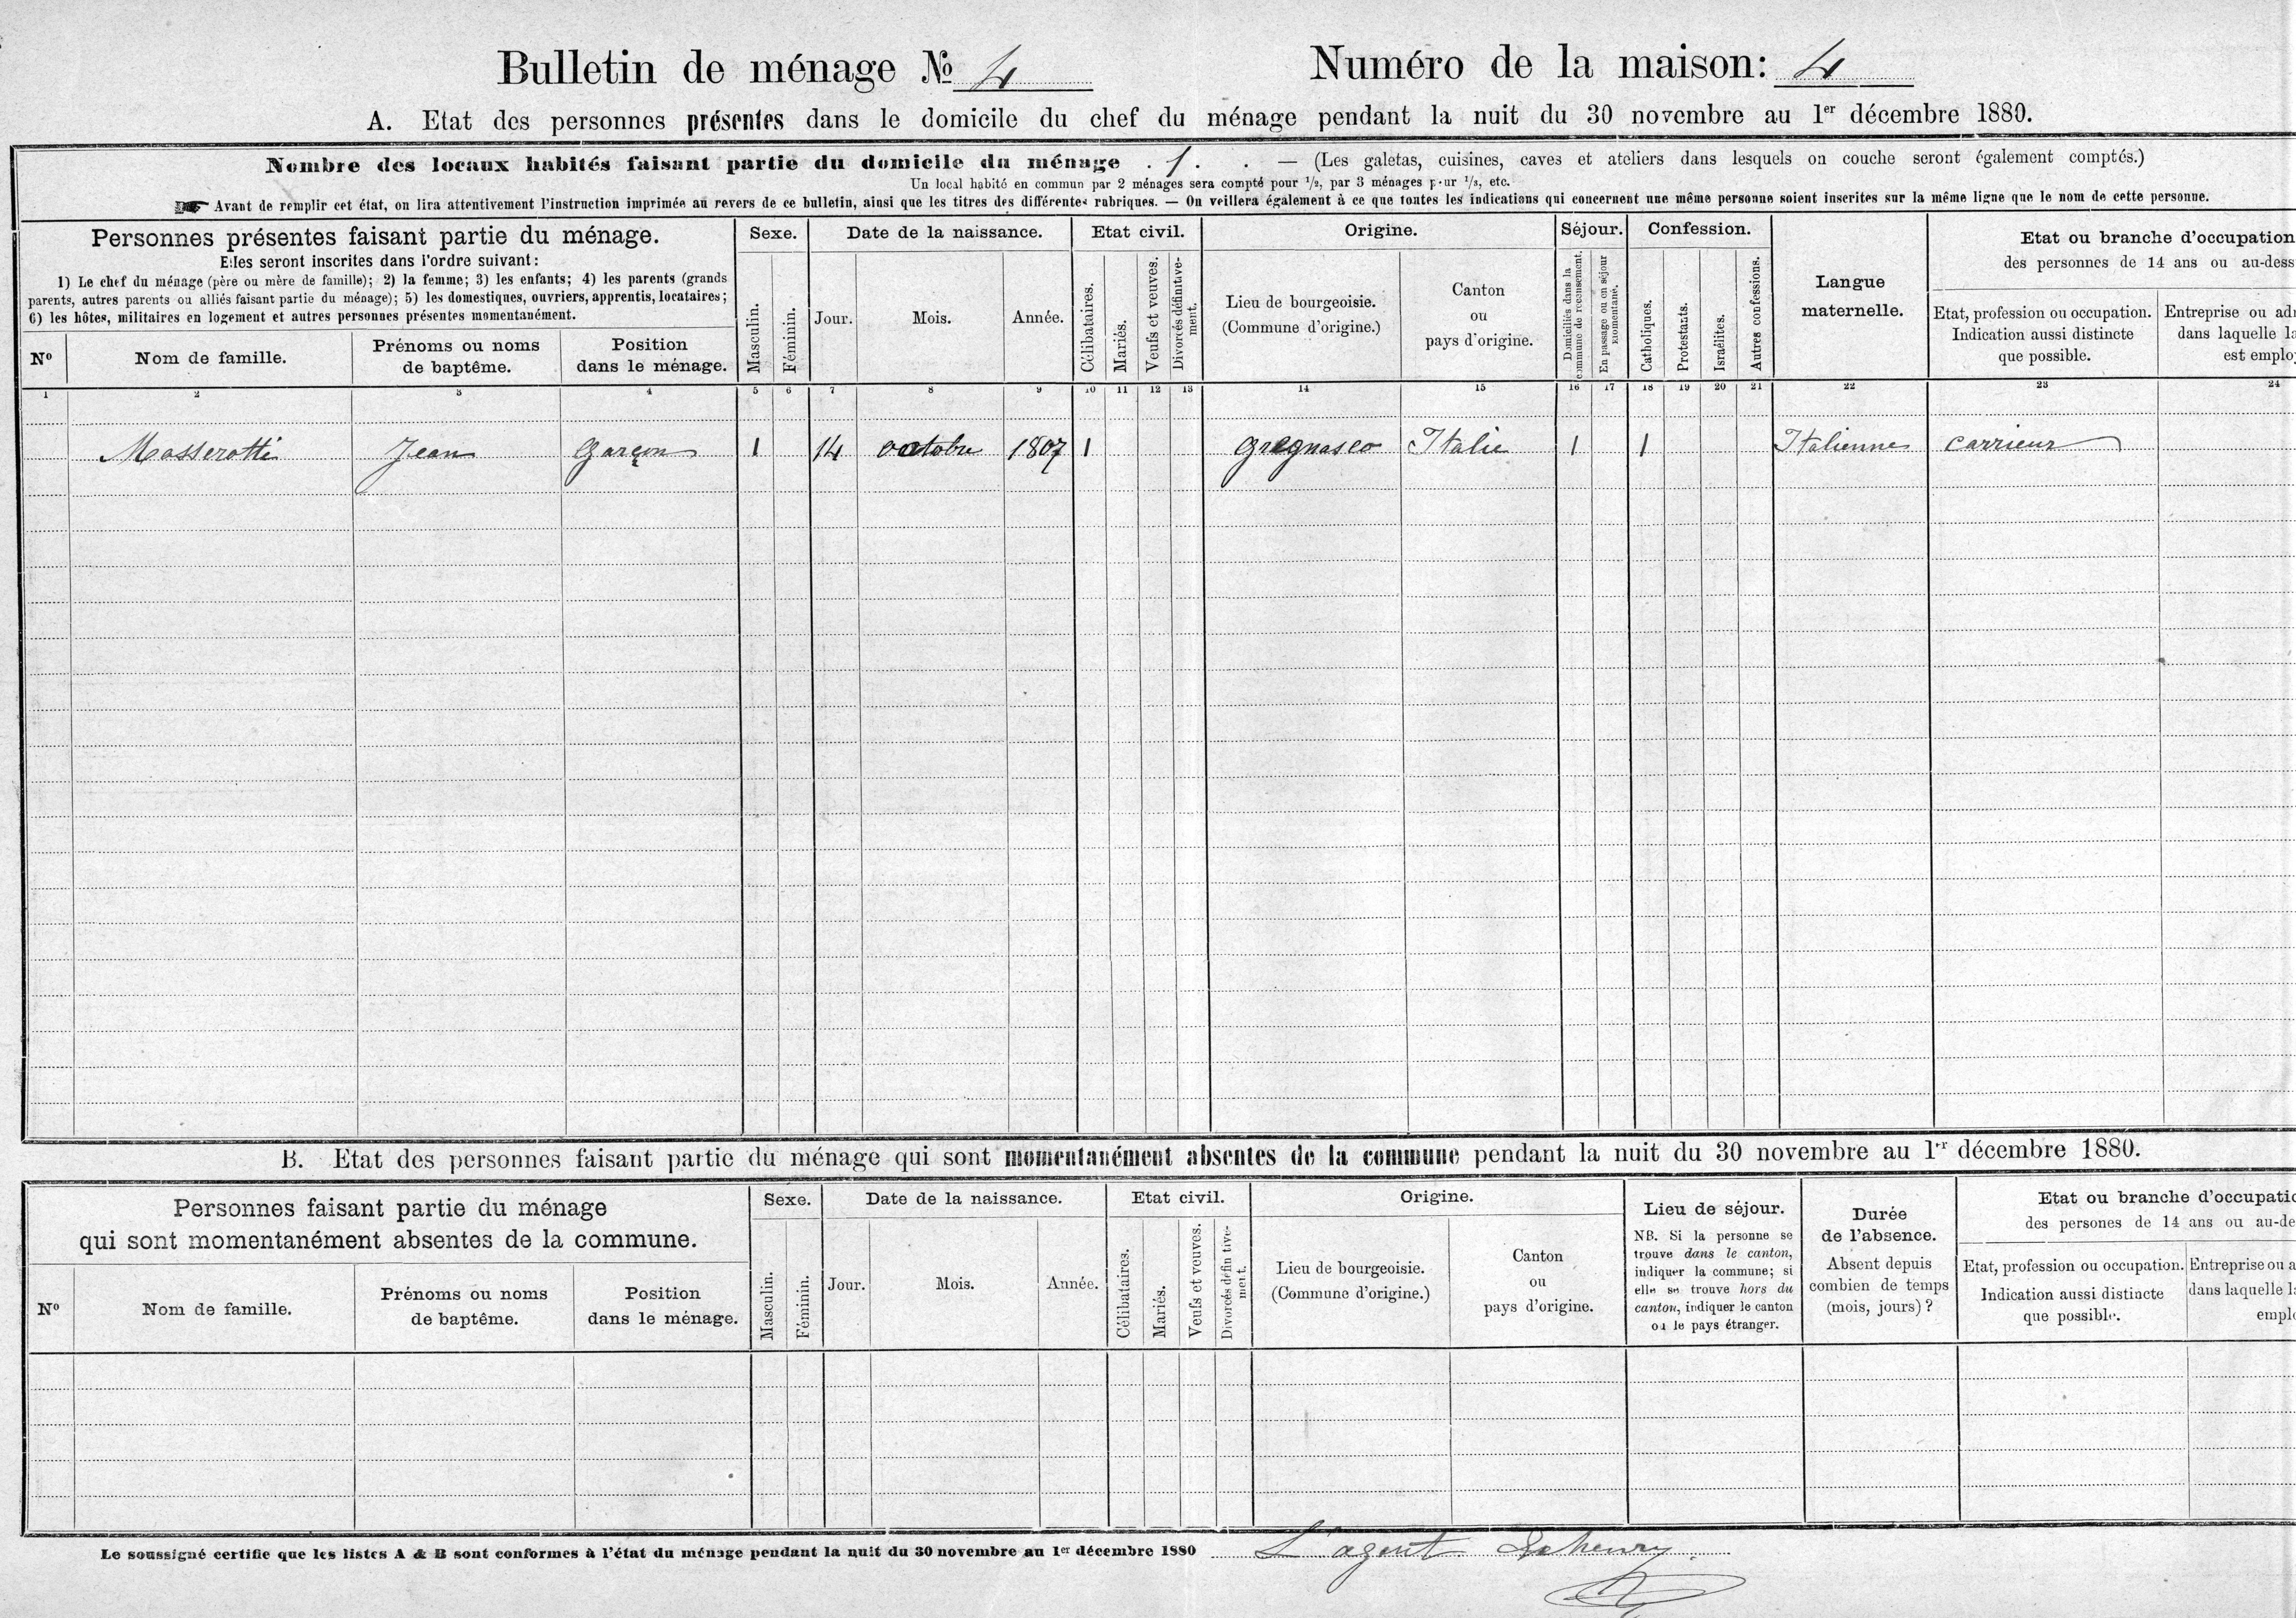 Bulletin de ménage № 4
Numéro de la maison: 4
A. Etat des personnes présentes dans le domicile du chef du ménage pendant la nuit du 30 novembre au 1er décembre 1880.
Nombre des locaux habités faisant partie du domicile du ménage . 1 . . — (Les galetas, cuisines, caves et ateliers dans lesquels on couche seront également comptés.)
Un local habité en commun par 2 ménages sera compté pour 1/2, par 3 ménages pour 1/3, etc.
Avant de remplir cet état, on lira attentivement l'instruction imprimée au revers de ce bulletin, ainsi que les titres des différentes rubriques. — On veillera également à ce que toutes les indications qui concernent une même personne soient inscrites sur la même ligne que le nom de cette personne.
Personnes présentes faisant partie du ménage.
Elles seront inscrites dans l'ordre suivant:
1) Le chef du ménage (père ou mère de famille); 2) la femme; 3) les enfants; 4) les parents (grands
parents, autres parents ou alliés faisant partie du ménage); 5) les domestiques, ouvriers, apprentis, locataires;
6) les hôtes, militaires en logement et autres personnes présentes momentanément.
No
Nom de famille.
Prénoms ou noms
de baptême.
Position
dans le ménage.
Sexe.
Masculin.
Féminin.
Date de la naissance.
Jour.
Mois.
Année.
Etat civil.
Célibataires.
Mariés.
Veufs et veuves.
Divorcés définitive-
ment.
Origine.
Lieu de bourgeoisie.
(Commune d'origine.)
Canton
ou
pays d'origine.
Séjour.
Domiciliés dans la
commune de recensement.
En passage ou en séjour
momentané.
Confession.
Catholiques.
Protestants.
Israélites.
Autres confessions.
Langue
maternelle.
Etat ou branche d'occupation
des personnes de 14 ans ou au-dess
Etat, profession ou occupation.
Indication aussi distincte
que possible.
Entreprise ou ad
dans laquelle la
est emplo
1 2 3 4 5 6 7 8 9 10 11 12 13 14 15 16 17 18 19 20 21 22 23 24
Masserotti Jean garçon 1 14 octobre 1807 1 gregnasco Italie 1 1 Italienne carrieur
B. Etat des personnes faisant partie du ménage qui sont momentanément absentes de la commune pendant la nuit du 30 novembre au 1er décembre 1880.
Personnes faisant partie du ménage
qui sont momentanément absentes de la commune.
No
Nom de famille.
Prénoms ou noms
de baptême.
Position
dans le ménage.
Sexe.
Masculin.
Féminin.
Date de la naissance.
Jour.
Mois.
Année.
Etat civil.
Célibataires.
Mariés.
Veufs et veuves.
Divorcés définitive-
ment.
Origine.
Lieu de bourgeoisie.
(Commune d'origine.)
Canton
ou
pays d'origine.
Lieu de séjour.
NB. Si la personne se
trouve dans le canton,
indiquer la commune; si
elle se trouve hors du
canton, indiquer le canton
ou le pays étranger.
Durée
de l'absence.
Absent depuis
combien de temps
(mois, jours)?
Etat ou branche d'occupatio
des persones de 14 ans ou au-de
Etat, profession ou occupation.
Indication aussi distincte
que possible.
Entreprise ou a
dans laquelle la
emplo
Le soussigné certifie que les listes A & B sont conformes à l'état du ménage pendant la nuit du 30 novembre au 1er décembre 1880 L'agent